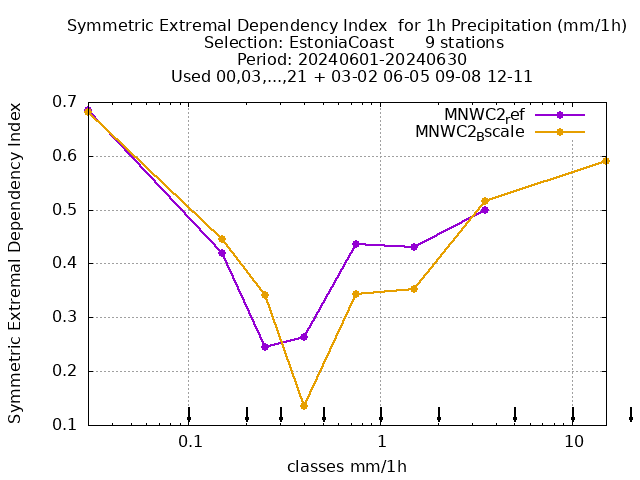 Symmetric Extremal Dependency Index  for 1h Precipitation (mm/1h)
Selection: EstoniaCoast      9 stations
Period: 20240601-20240630
Used 00,03,...,21 + 03-02 06-05 09-08 12-11
MNWC2ref
MNWC2Bscale
Symmetric Extremal Dependency Index
0.7
0.6
0.5
0.4
0.3
0.2
0.1
0.1
1
10
classes mm/1h